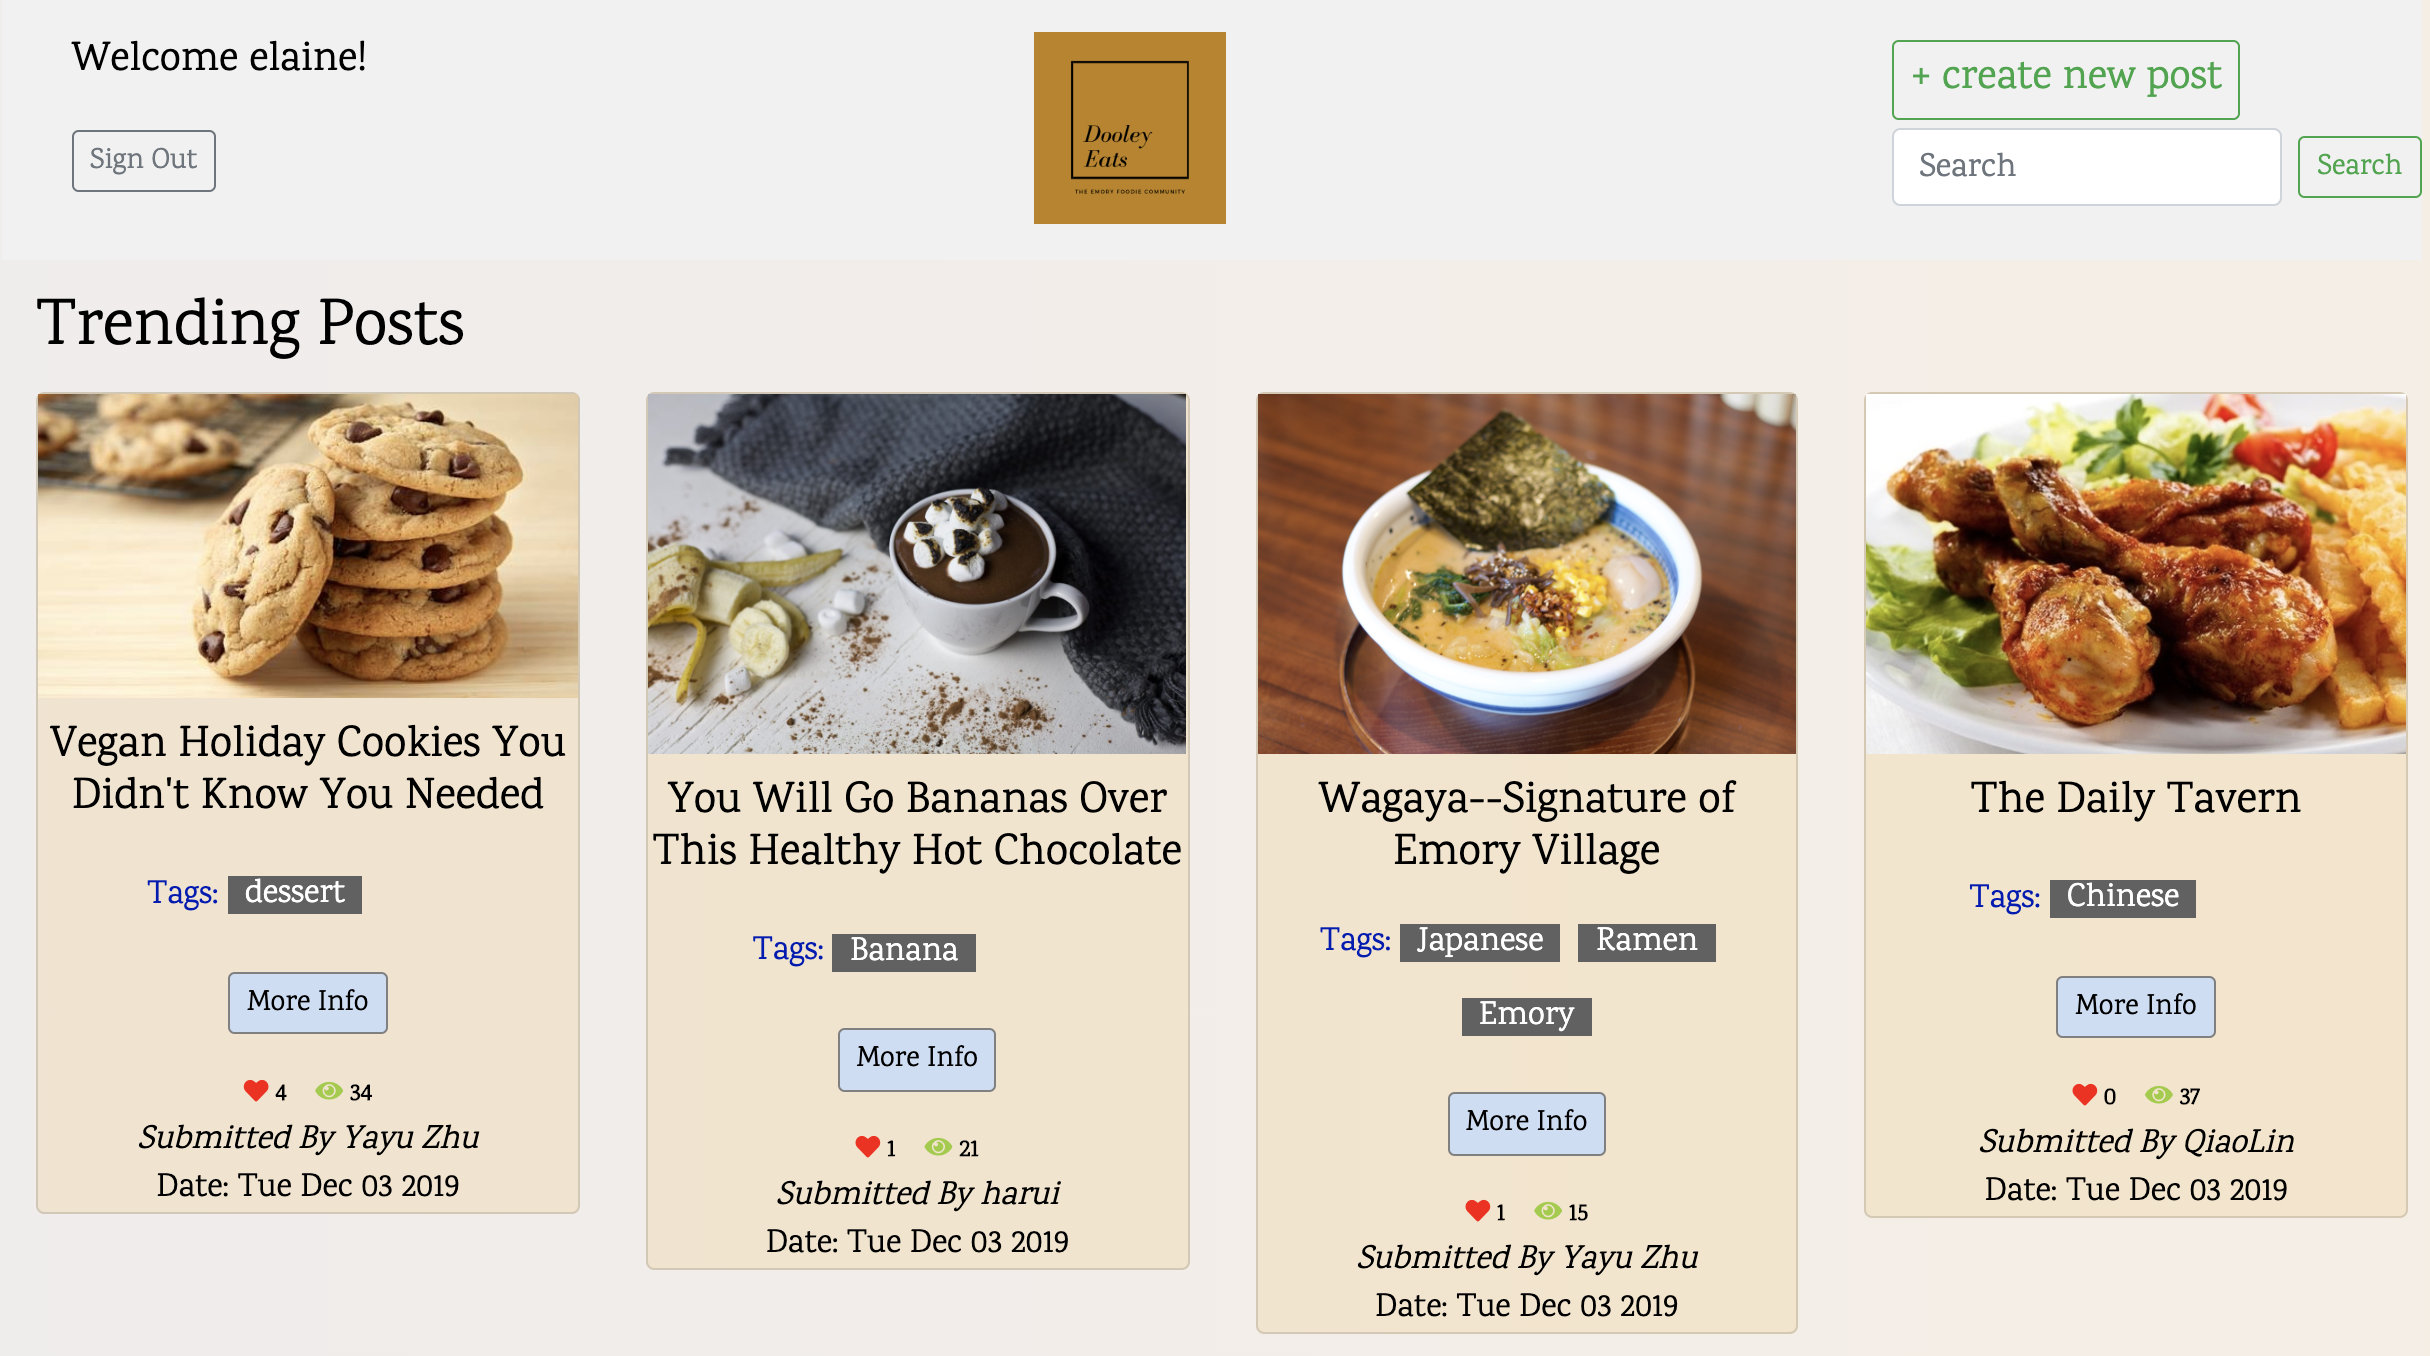 Welcome elaine!
Sign Out
Dooley
Eats
THE EMORY FOODIE COMMUNITY
+ create new post
Search
Search
Trending Posts
Vegan Holiday Cookies You
Didn't Know You Needed
Tags: dessert
More Info
4 34
Submitted By Yayu Zhu
Date: Tue Dec 03 2019
You Will Go Bananas Over
This Healthy Hot Chocolate
Tags: Banana
More Info
1 21
Submitted By harui
Date: Tue Dec 03 2019
Wagaya--Signature of
Emory Village
Tags: Japanese Ramen
Emory
More Info
1 15
Submitted By Yayu Zhu
Date: Tue Dec 03 2019
The Daily Tavern
Tags: Chinese
More Info
0 37
Submitted By QiaoLin
Date: Tue Dec 03 2019